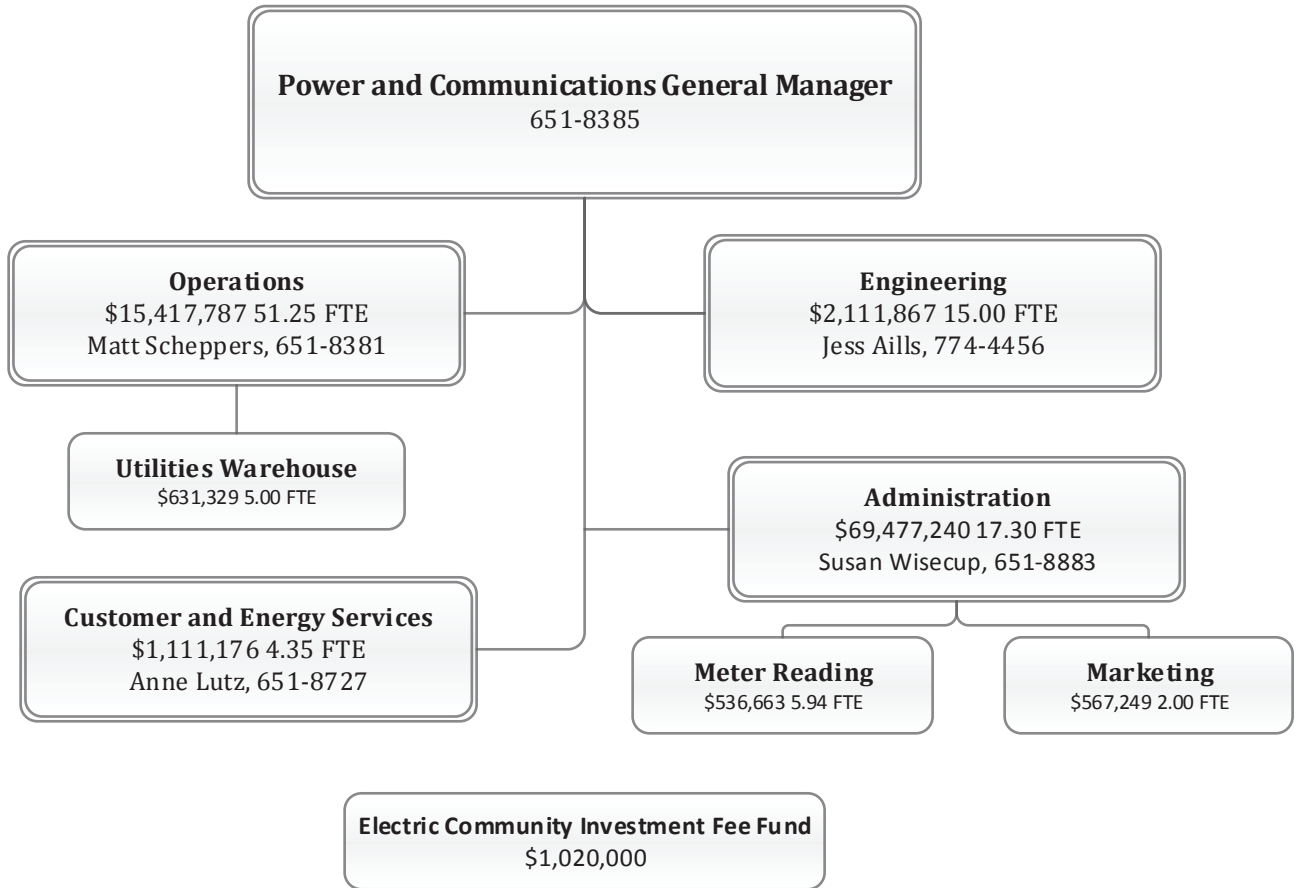 Power and Communications General Manager
651-8385
Operations
$15,417,787 51.25 FTE
Matt Scheppers, 651-8381
Engineering
$2,111,867 15.00 FTE
Jess Aills, 774-4456
Utilities Warehouse
$631,329 5.00 FTE
Administration
$69,477,240 17.30 FTE
Susan Wisecup, 651-8883
Customer and Energy Services
$1,111,176 4.35 FTE
Anne Lutz, 651-8727
Meter Reading
$536,663 5.94 FTE
Marketing
$567,249 2.00 FTE
Electric Community Investment Fee Fund
$1,020,000